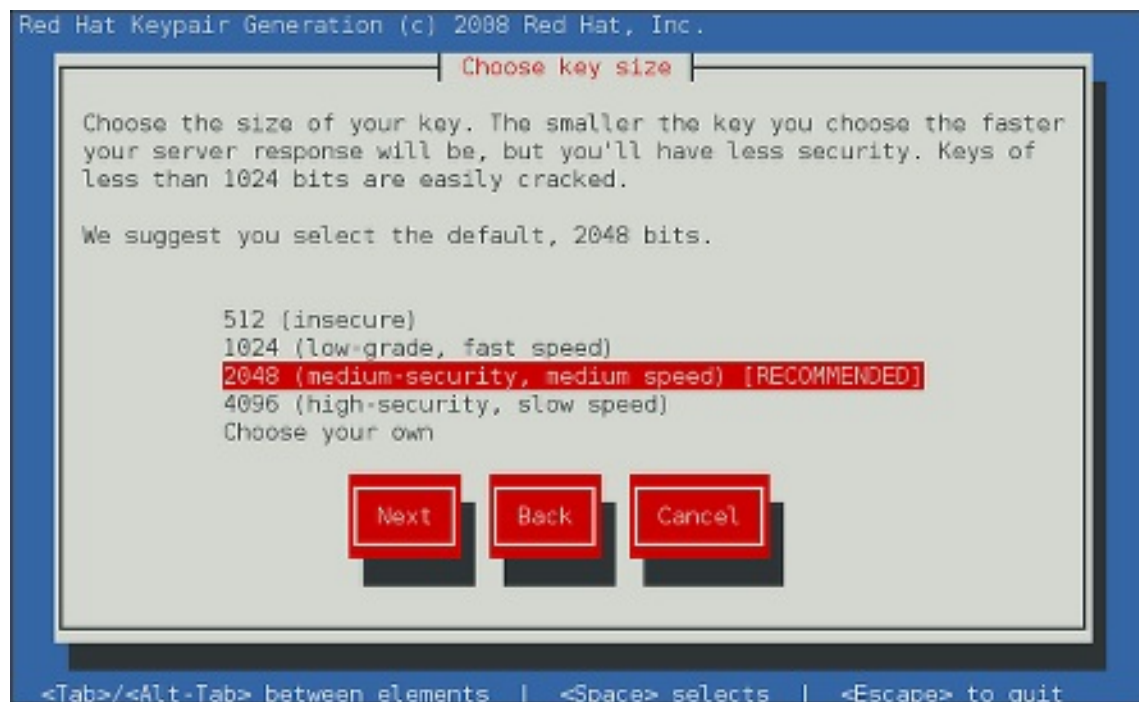 Red Hat Keypair Generation (c) 2008 Red Hat, Inc.
Choose key size
Choose the size of your key. The smaller the key you choose the faster
your server response will be, but you'll have less security. Keys of
less than 1024 bits are easily cracked.
We suggest you select the default, 2048 bits.
512 (insecure)
1024 (low-grade, fast speed)
2048 (medium-security, medium speed) [RECOMMENDED]
4096 (high-security, slow speed)
Choose your own
Next Back Cancel
<Tab>/<Alt-Tab> between elements | <Space> selects | <Escape> to quit